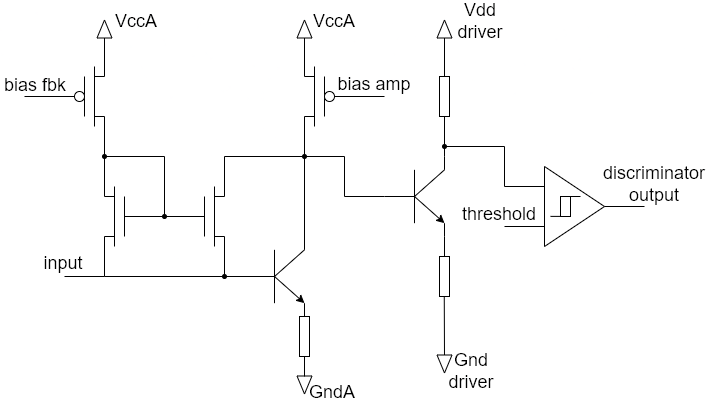 VccA
VccA
Vdd
driver
bias fbk
bias amp
discriminator
output
threshold
input
Gnd
driver
GndA